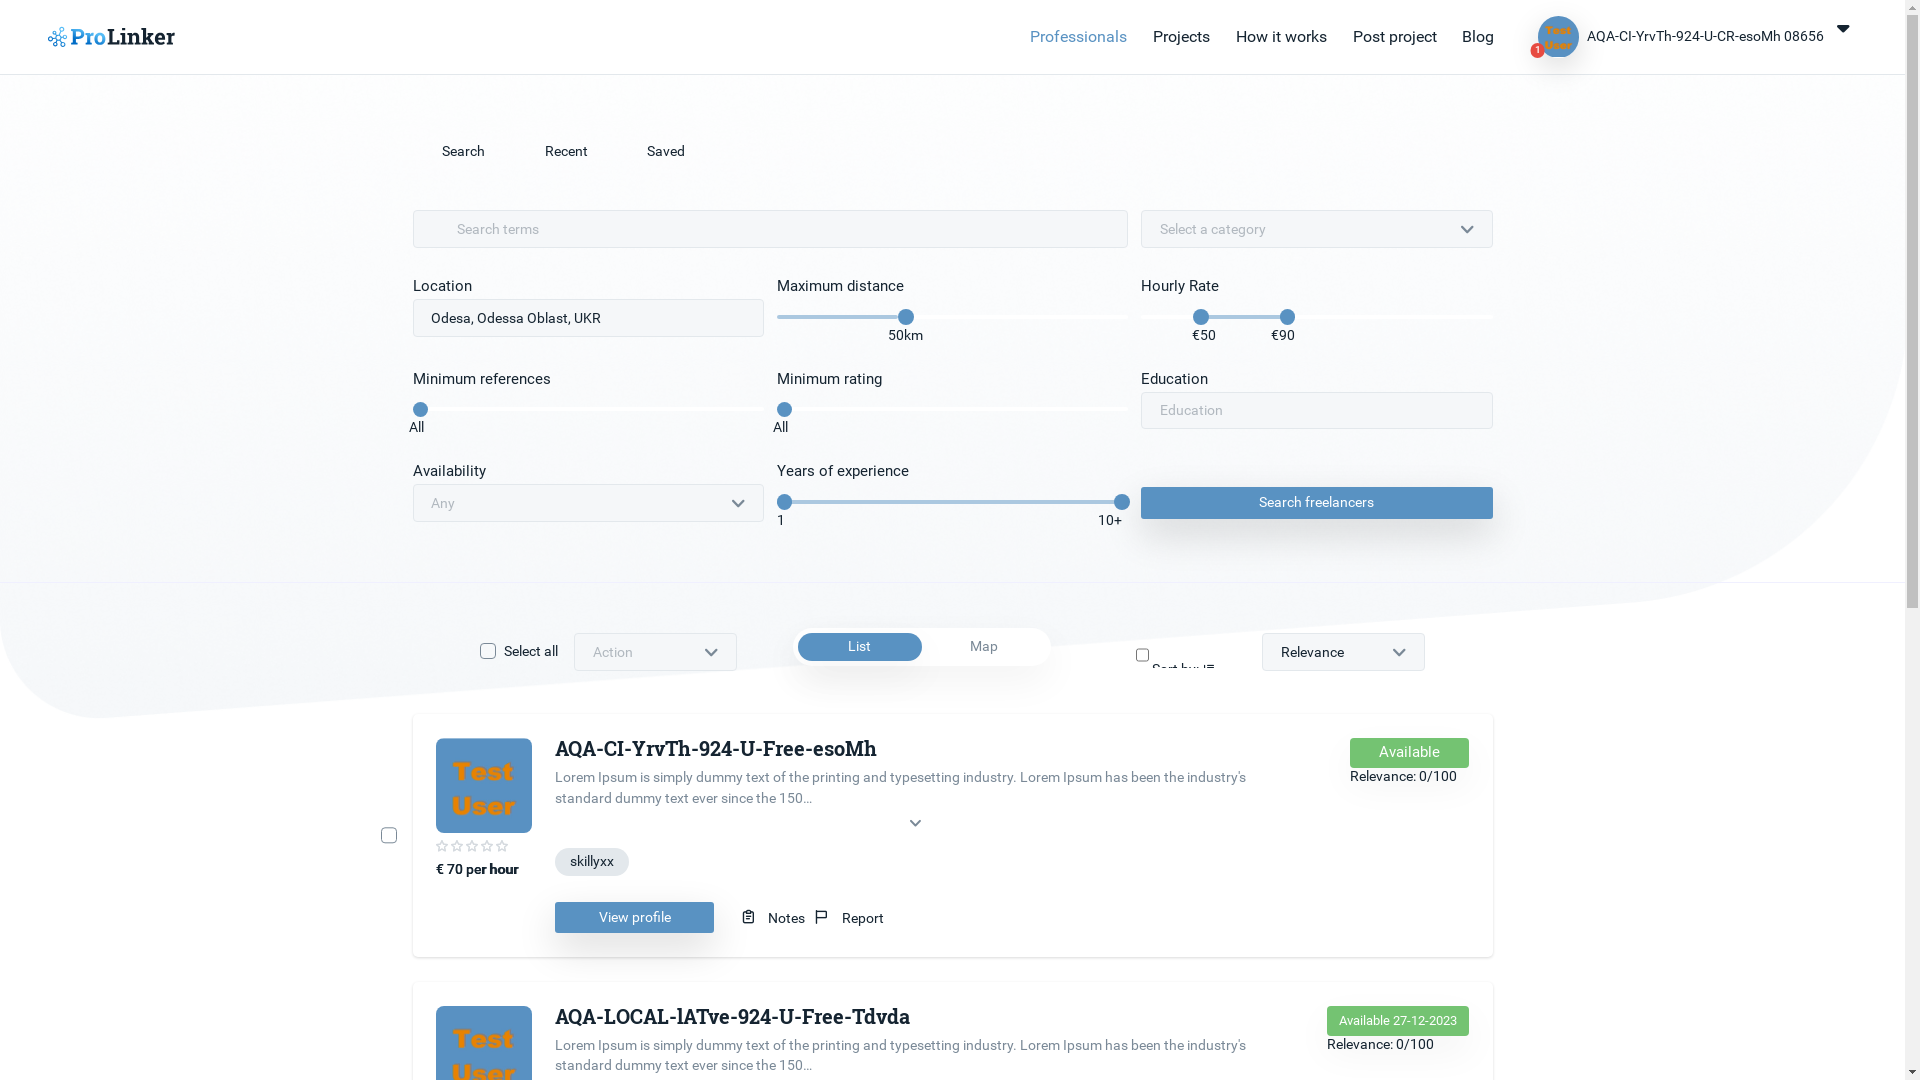 ProLinker
Professionals
Projects
How it works
Post project
Blog
Test
User
1
AQA-CI-YrvTh-924-U-CR-esoMh 08656
Search
Recent
Saved
Search terms
Select a category
Location
Maximum distance
Hourly Rate
Odesa, Odessa Oblast, UKR
50km
€50
€90
Minimum references
Minimum rating
Education
All
All
Education
Availability
Years of experience
Any
1
10+
Search freelancers
Select all
Action
List
Map
Sort by:
Relevance
Test
User
AQA-CI-YrvTh-924-U-Free-esoMh
Available
Lorem Ipsum is simply dummy text of the printing and typesetting industry. Lorem Ipsum has been the industry's
standard dummy text ever since the 150...
Relevance: 0/100
€ 70 per hour
skillyxx
View profile
Notes
Report
Test
User
AQA-LOCAL-lATve-924-U-Free-Tdvda
Available 27-12-2023
Lorem Ipsum is simply dummy text of the printing and typesetting industry. Lorem Ipsum has been the industry's
standard dummy text ever since the 150...
Relevance: 0/100